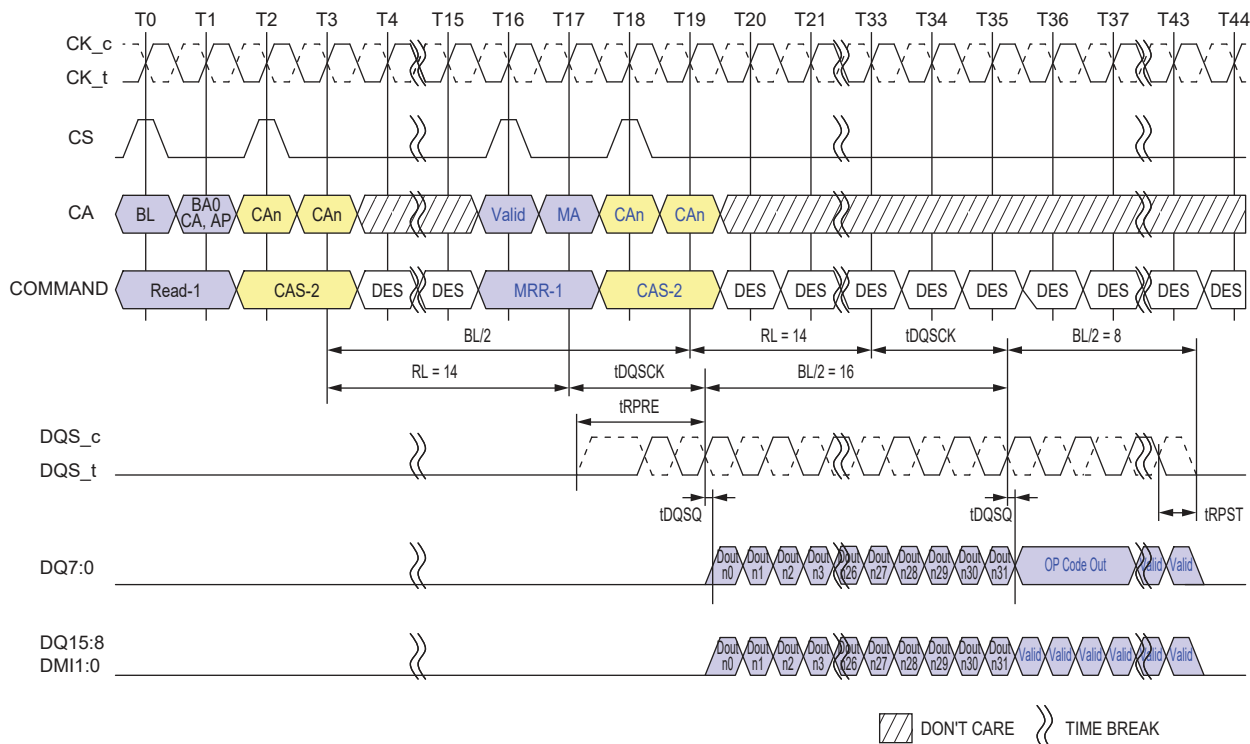 T0 T1 T2 T3 T4 T15 T16 T17 T18 T19 T20 T21 T33 T34 T35 T36 T37 T43 T44
CK_c
CK_t
CS
CA BL BA0 CA, AP CAn CAn Valid MA CAn CAn
COMMAND Read-1 CAS-2 DES DES MRR-1 CAS-2 DES DES DES DES DES DES DES DES DES
BL/2 RL = 14 tDQSCK BL/2 = 8
RL = 14 tDQSCK BL/2 = 16
tRPRE
DQS_c
DQS_t
tDQSQ tDQSQ tRPST
DQ7:0 Dout n0 Dout n1 Dout n2 Dout n3 Dout n26 Dout n27 Dout n28 Dout n29 Dout n30 Dout n31 OP Code Out Valid Valid
DQ15:8
DMI1:0 Dout n0 Dout n1 Dout n2 Dout n3 Dout n26 Dout n27 Dout n28 Dout n29 Dout n30 Dout n31 Valid Valid Valid Valid Valid Valid
DON'T CARE TIME BREAK